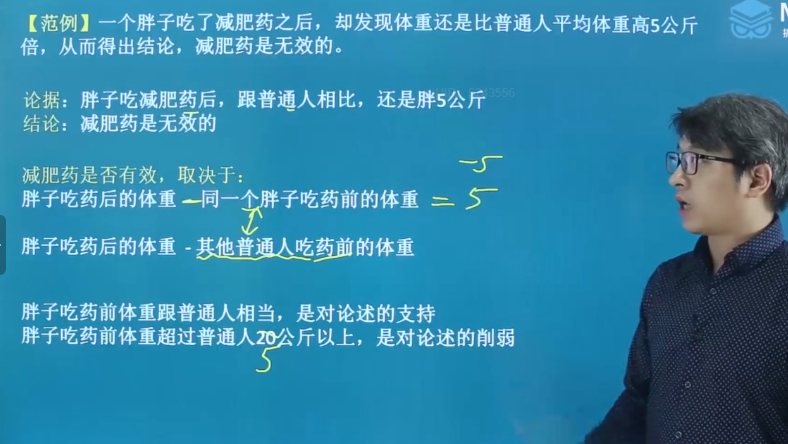 【范例】一个胖子吃了减肥药之后，却发现体重还是比普通人平均体重高5公斤
倍，从而得出结论，减肥药是无效的。
论据：胖子吃减肥药后，跟普通人相比，还是胖5公斤
结论：减肥药是无效的
减肥药是否有效，取决于：
-5
胖子吃药后的体重 - 同一个胖子吃药前的体重 = 5
胖子吃药后的体重 - 其他普通人吃药前的体重
胖子吃药前体重跟普通人相当，是对论述的支持
胖子吃药前体重超过普通人20公斤以上，是对论述的削弱
5